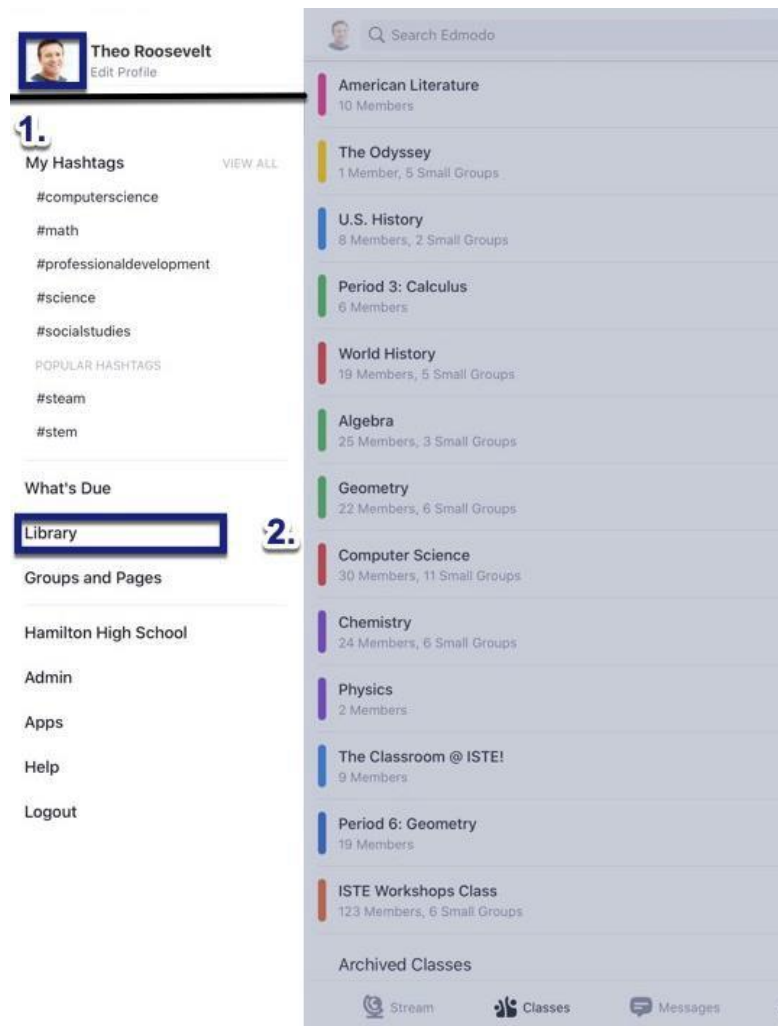 Theo Roosevelt
Edit Profile
1.
My Hashtags VIEW ALL
#computerscience
#math
#professionaldevelopment
#science
#socialstudies
POPULAR HASHTAGS
#steam
#stem
What's Due
Library
2.
Groups and Pages
Hamilton High School
Admin
Apps
Help
Logout
Search Edmodo
American Literature
10 Members
The Odyssey
1 Member, 5 Small Groups
U.S. History
8 Members, 2 Small Groups
Period 3: Calculus
6 Members
World History
19 Members, 5 Small Groups
Algebra
25 Members, 3 Small Groups
Geometry
22 Members, 6 Small Groups
Computer Science
30 Members, 11 Small Groups
Chemistry
24 Members, 6 Small Groups
Physics
2 Members
The Classroom @ ISTE!
9 Members
Period 6: Geometry
19 Members
ISTE Workshops Class
123 Members, 6 Small Groups
Archived Classes
Stream Classes Messages